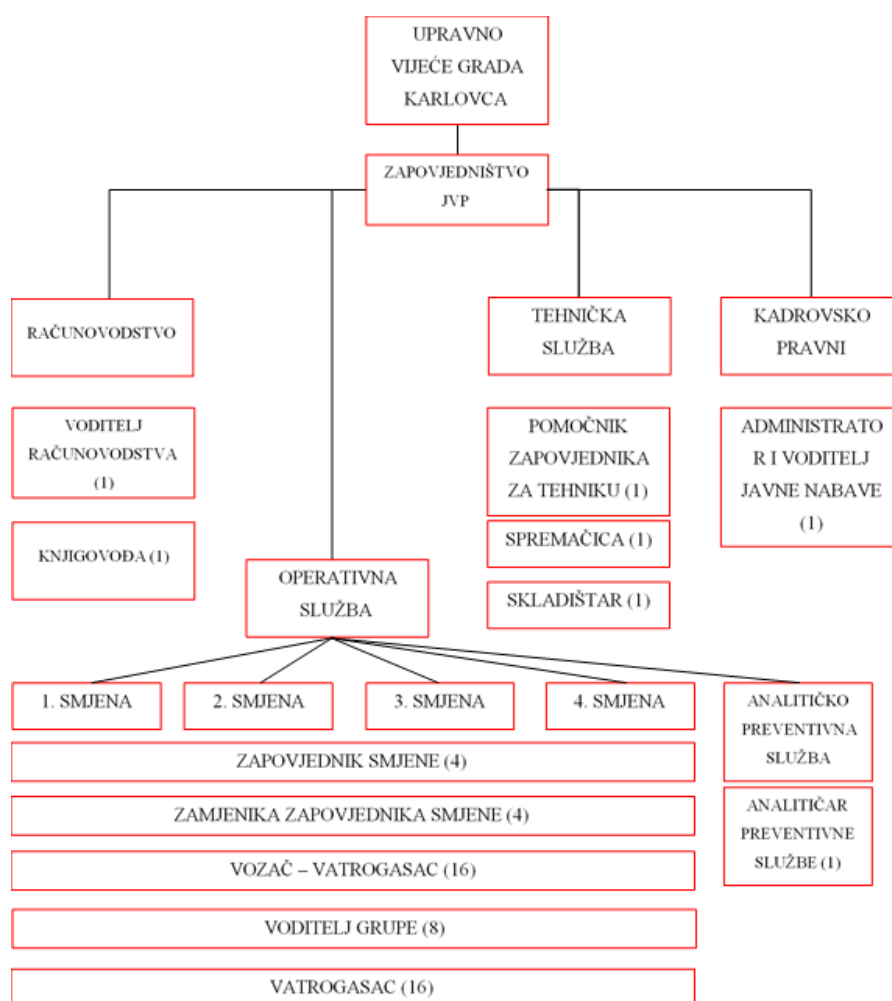 UPRAVNO
VIJEĆE GRADA
KARLOVCA
ZAPOVJEDNIŠTVO
JVP
RAČUNOVODSTVO
TEHNIČKA
SLUŽBA
KADROVSKO
PRAVNI
VODITELJ
RAČUNOVODSTVA
(1)
POMOČNIK
ZAPOVJEDNIKA
ZA TEHNIKU (1)
ADMINISTRATO
R I VODITELJ
JAVNE NABAVE
(1)
KNJIGOVOĐA (1)
SPREMAČICA (1)
SKLADIŠTAR (1)
OPERATIVNA
SLUŽBA
1. SMJENA
2. SMJENA
3. SMJENA
4. SMJENA
ANALITIČKO
PREVENTIVNA
SLUŽBA
ZAPOVJEDNIK SMJENE (4)
ZAMJENIKA ZAPOVJEDNIKA SMJENE (4)
ANALITIČAR
PREVENTIVNE
SLUŽBE (1)
VOZAČ – VATROGASAC (16)
VODITELJ GRUPE (8)
VATROGASAC (16)